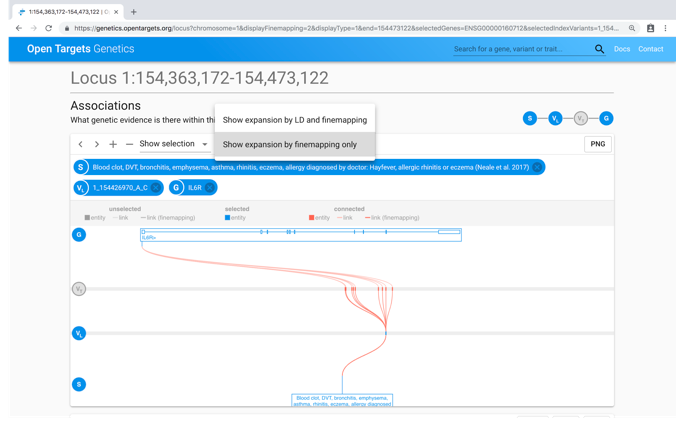 1:154,363,172-154,473,122 | O
https://genetics.opentargets.org/locus?chromosome=1&displayFinemapping=2&displayType=1&end=154473122&selectedGenes=ENSG00000160712&selectedIndexVariants=1_154...
Open Targets Genetics
Search for a gene, variant or trait...
Docs
Contact
Locus 1:154,363,172-154,473,122
Associations
What genetic evidence is there within thi
Show expansion by LD and finemapping
Show expansion by finemapping only
S
VL
VT
G
Show selection
PNG
S Blood clot, DVT, bronchitis, emphysema, asthma, rhinitis, eczema, allergy diagnosed by doctor: Hayfever, allergic rhinitis or eczema (Neale et al. 2017)
VL 1_154426970_A_C
G IL6R
unselected
entity
link
link (finemapping)
selected
entity
connected
entity
link
link (finemapping)
G
IL6R>
VT
VL
S
Blood clot, DVT, bronchitis, emphysema,
asthma, rhinitis, eczema, allergy diagnosed